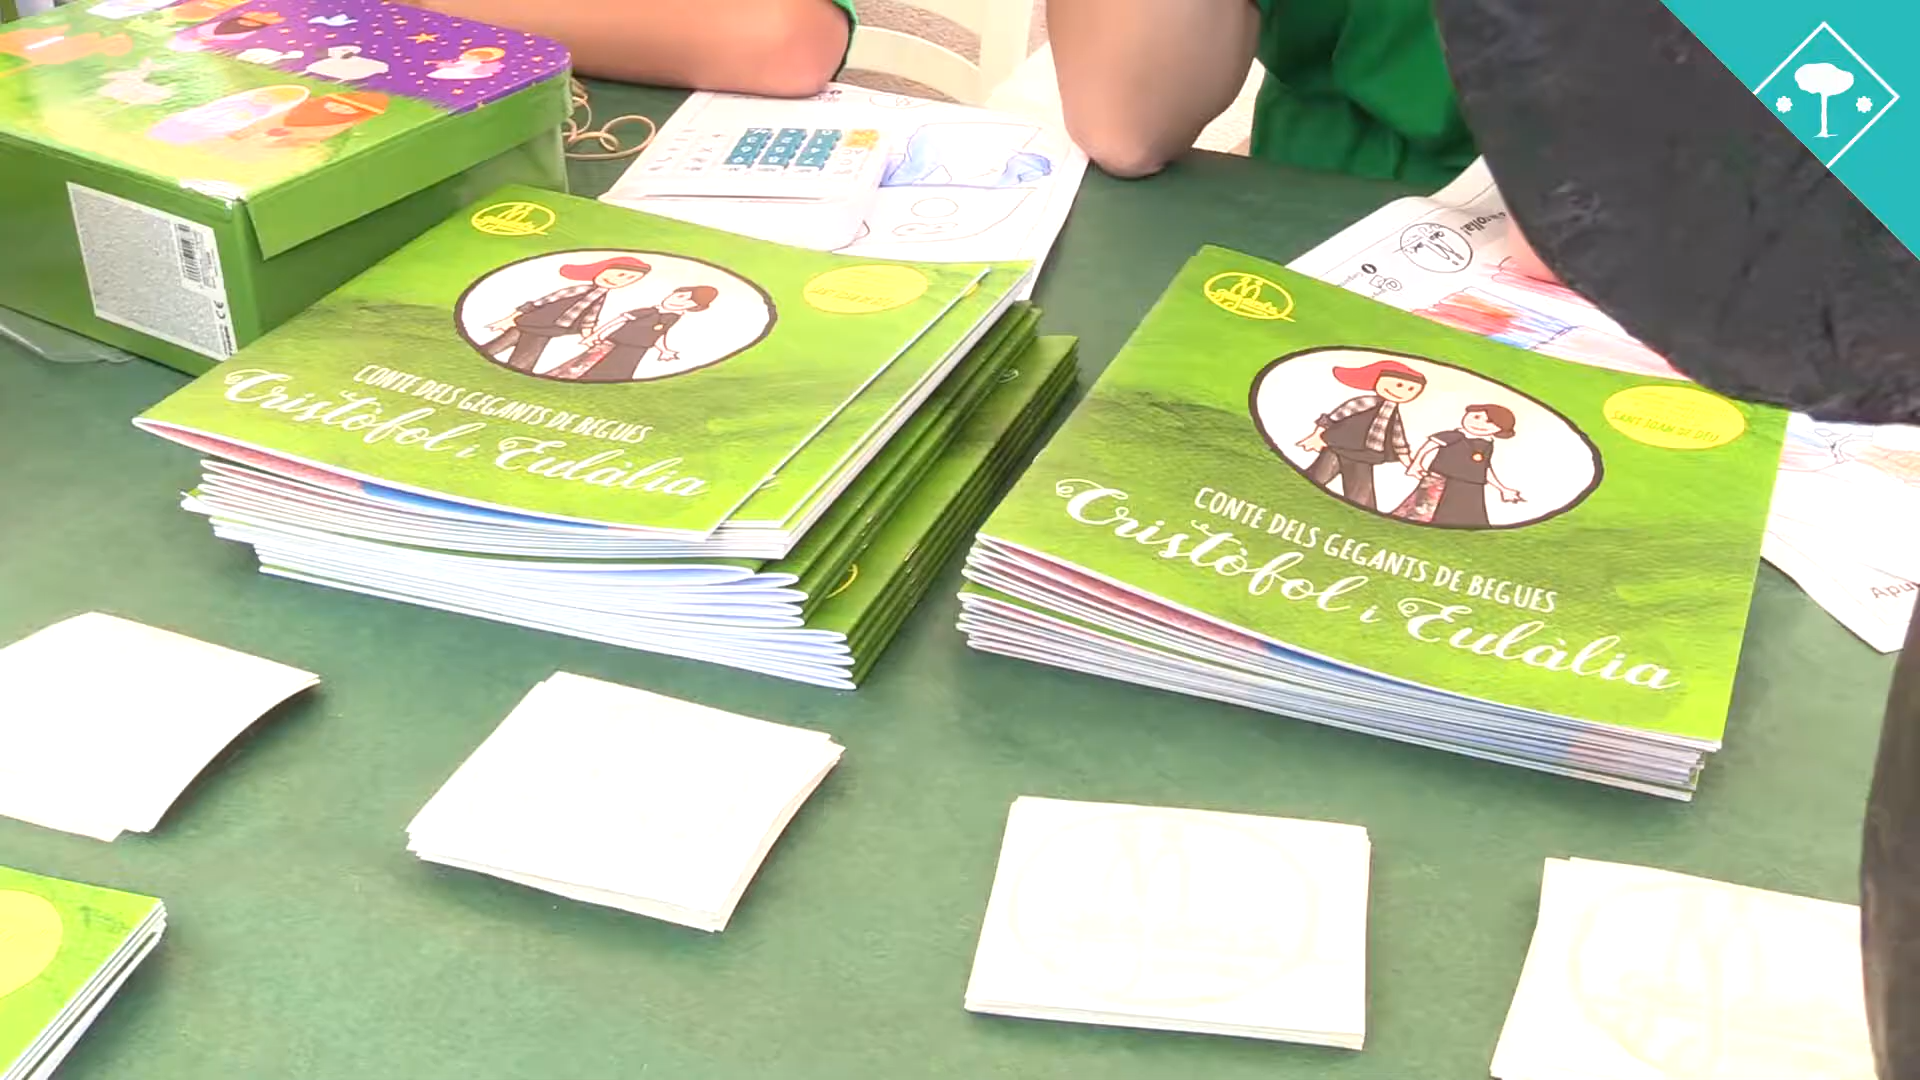 CONTE DELS GEGANTS DE BEGUES
Cristòfol i Eulàlia
SANT JOAN DE DÉU
CONTE DELS GEGANTS DE BEGUES
Cristòfol i Eulàlia